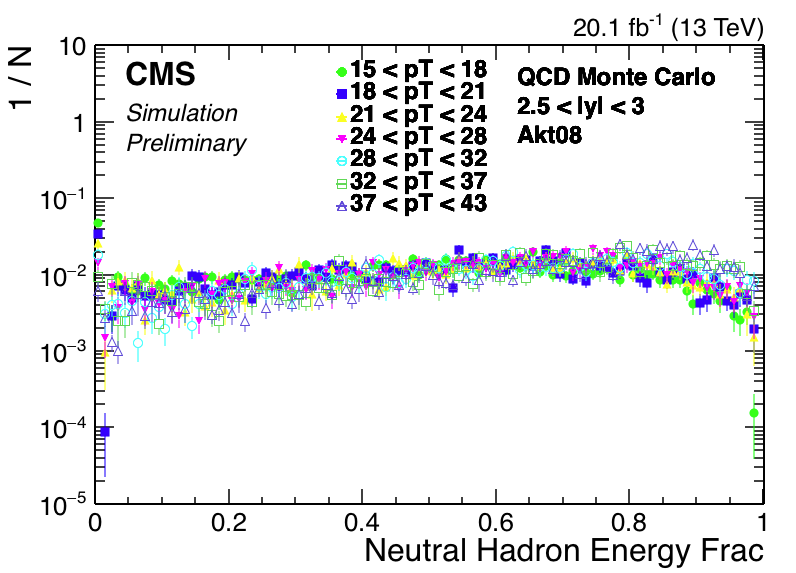 20.1 fb⁻¹ (13 TeV)
1 / N
10
1
10⁻¹
10⁻²
10⁻³
10⁻⁴
10⁻⁵
CMS
Simulation
Preliminary
15 < pT < 18
18 < pT < 21
21 < pT < 24
24 < pT < 28
28 < pT < 32
32 < pT < 37
37 < pT < 43
QCD Monte Carlo
2.5 < |y| < 3
Akt08
0 0.2 0.4 0.6 0.8 1
Neutral Hadron Energy Frac